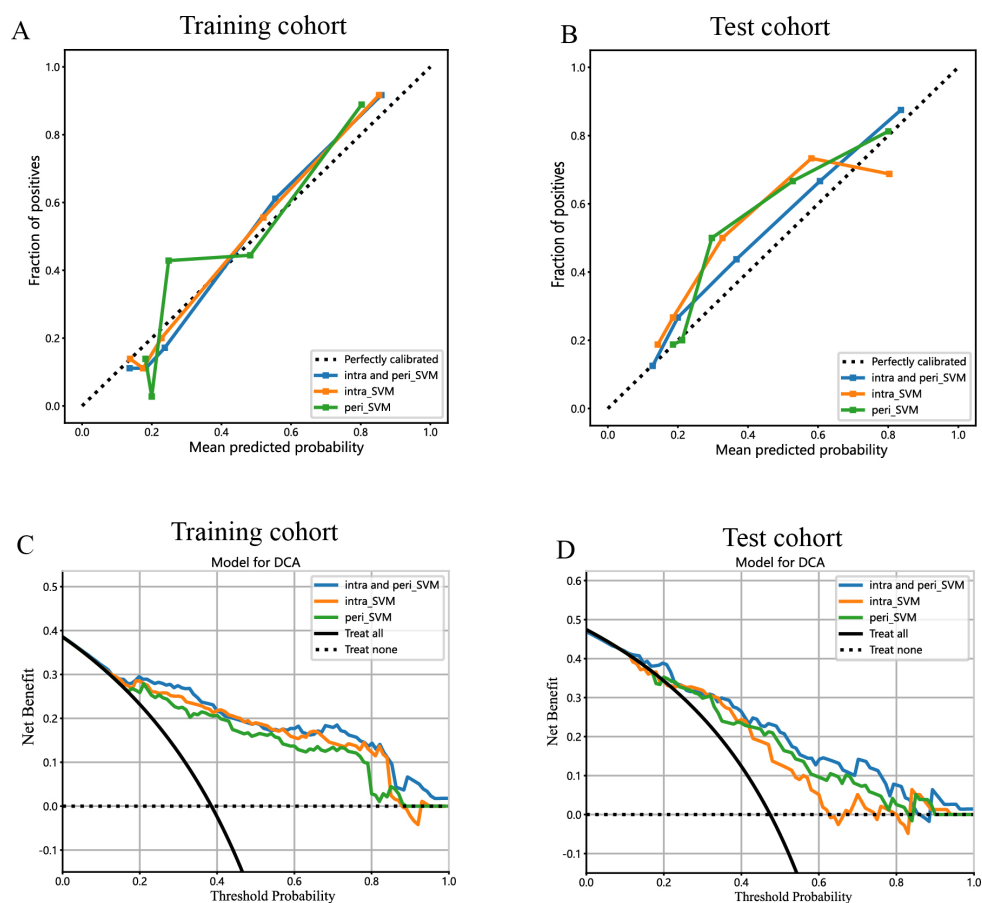 A
Training cohort
Fraction of positives
1.0
0.8
0.6
0.4
0.2
0.0
Perfectly calibrated
intra and peri_SVM
intra_SVM
peri_SVM
0.0 0.2 0.4 0.6 0.8 1.0
Mean predicted probability
B
Test cohort
Fraction of positives
1.0
0.8
0.6
0.4
0.2
0.0
Perfectly calibrated
intra and peri_SVM
intra_SVM
peri_SVM
0.0 0.2 0.4 0.6 0.8 1.0
Mean predicted probability
C
Training cohort
Model for DCA
Net Benefit
0.5
0.4
0.3
0.2
0.1
0.0
-0.1
intra and peri_SVM
intra_SVM
peri_SVM
Treat all
Treat none
0.0 0.2 0.4 0.6 0.8 1.0
Threshold Probability
D
Test cohort
Model for DCA
Net Benefit
0.6
0.5
0.4
0.3
0.2
0.1
0.0
-0.1
intra and peri_SVM
intra_SVM
peri_SVM
Treat all
Treat none
0.0 0.2 0.4 0.6 0.8 1.0
Threshold Probability